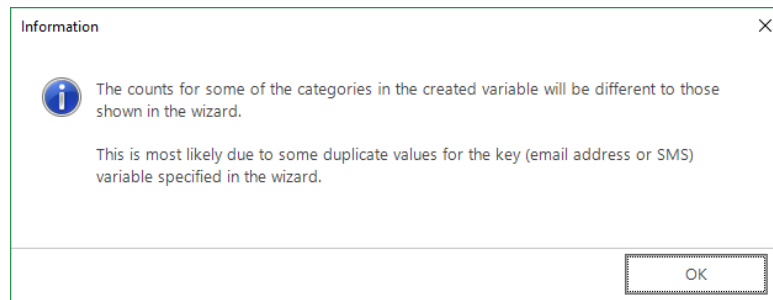 Information
The counts for some of the categories in the created variable will be different to those
shown in the wizard.
This is most likely due to some duplicate values for the key (email address or SMS)
variable specified in the wizard.
OK